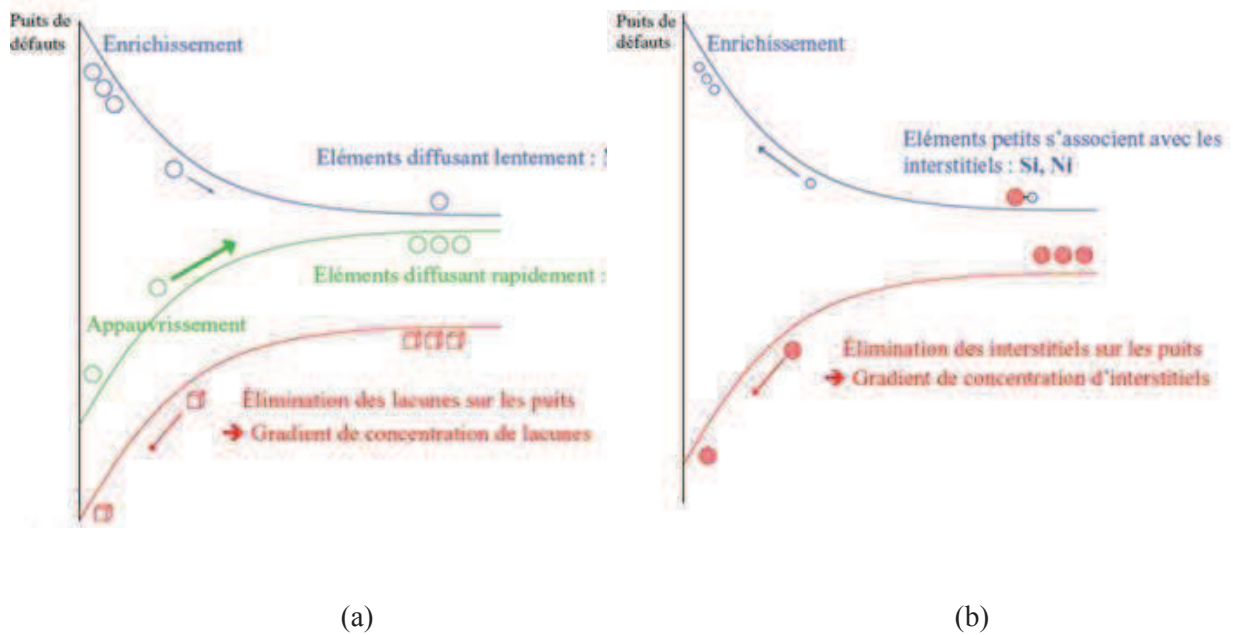 Puits de
défauts
Enrichissement
Eléments diffusant lentement :
Eléments diffusant rapidement :
Appauvrissement
Élimination des lacunes sur les puits
➔ Gradient de concentration de lacunes
(a)
Puits de
défauts
Enrichissement
Eléments petits s’associent avec les
interstitiels : Si, Ni
Élimination des interstitiels sur les puits
➔ Gradient de concentration d’interstitiels
(b)